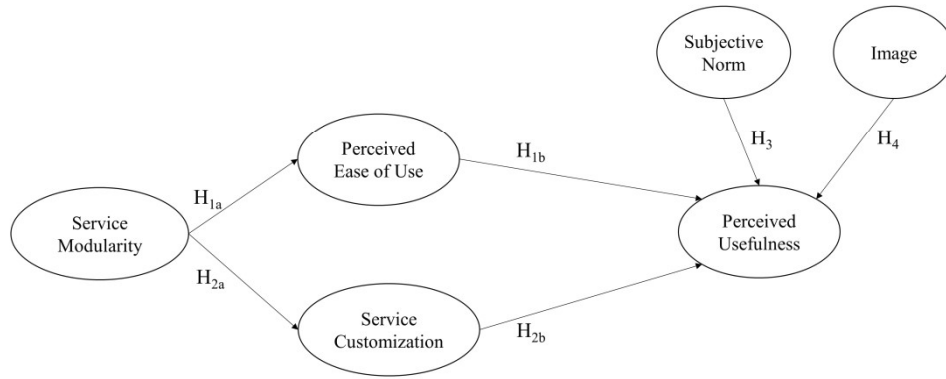 Subjective
Norm
Image
H₃
H₄
Perceived
Ease of Use
H₁b
H₁a
Service
Modularity
Perceived
Usefulness
H₂a
Service
Customization
H₂b